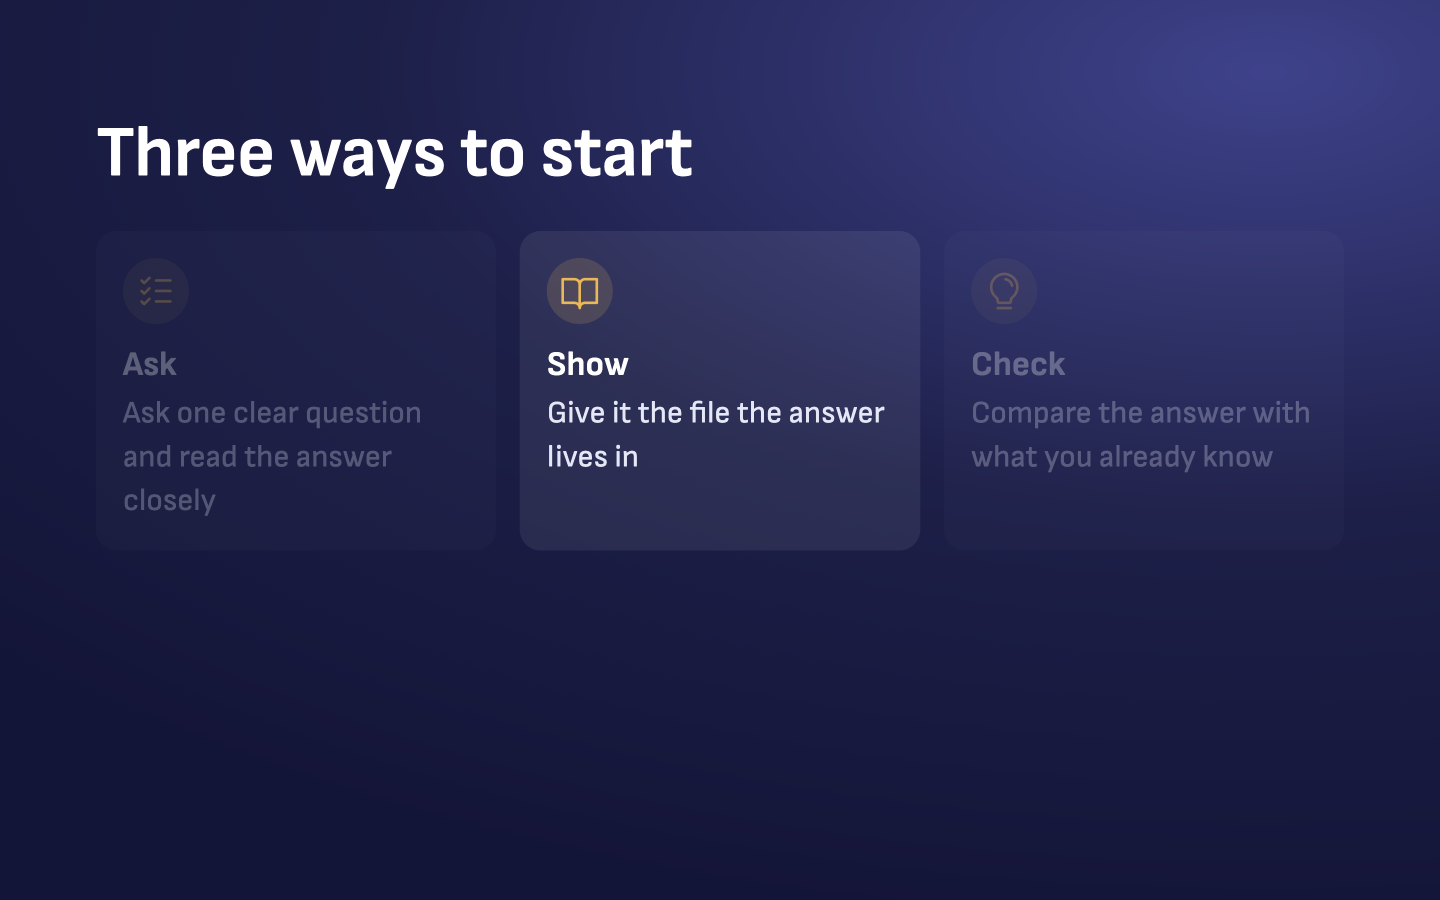 Three ways to start
Ask
Ask one clear question
and read the answer
closely
Show
Give it the file the answer
lives in
Check
Compare the answer with
what you already know